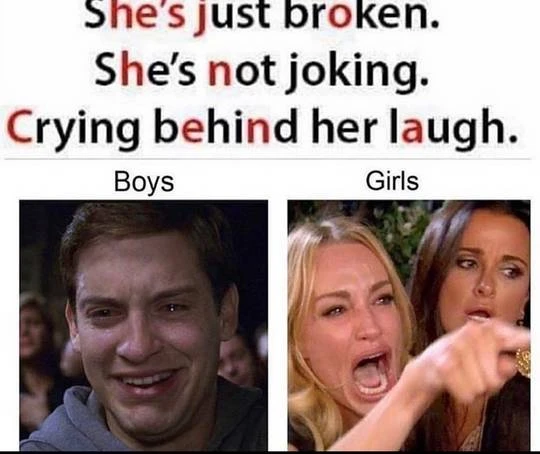 She's just broken.
She's not joking.
Crying behind her laugh.
Boys
Girls